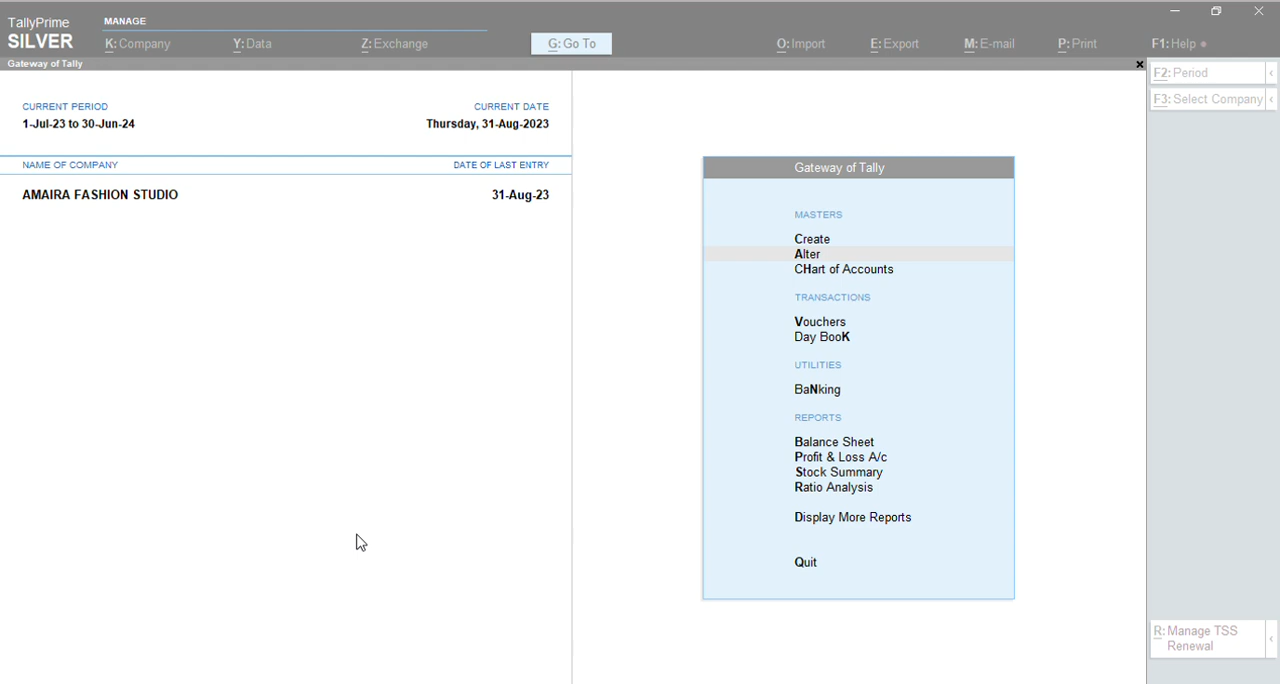 TallyPrime
SILVER
MANAGE
K: Company
Y: Data
Z: Exchange
G: Go To
O: Import
E: Export
M: E-mail
P: Print
F1: Help
Gateway of Tally
F2: Period
F3: Select Company
CURRENT PERIOD
CURRENT DATE
1-Jul-23 to 30-Jun-24
Thursday, 31-Aug-2023
NAME OF COMPANY
DATE OF LAST ENTRY
AMAIRA FASHION STUDIO
31-Aug-23
Gateway of Tally
MASTERS
Create
Alter
CHart of Accounts
TRANSACTIONS
Vouchers
Day BooK
UTILITIES
BaNking
REPORTS
Balance Sheet
Profit & Loss A/c
Stock Summary
Ratio Analysis
Display More Reports
Quit
R: Manage TSS
Renewal